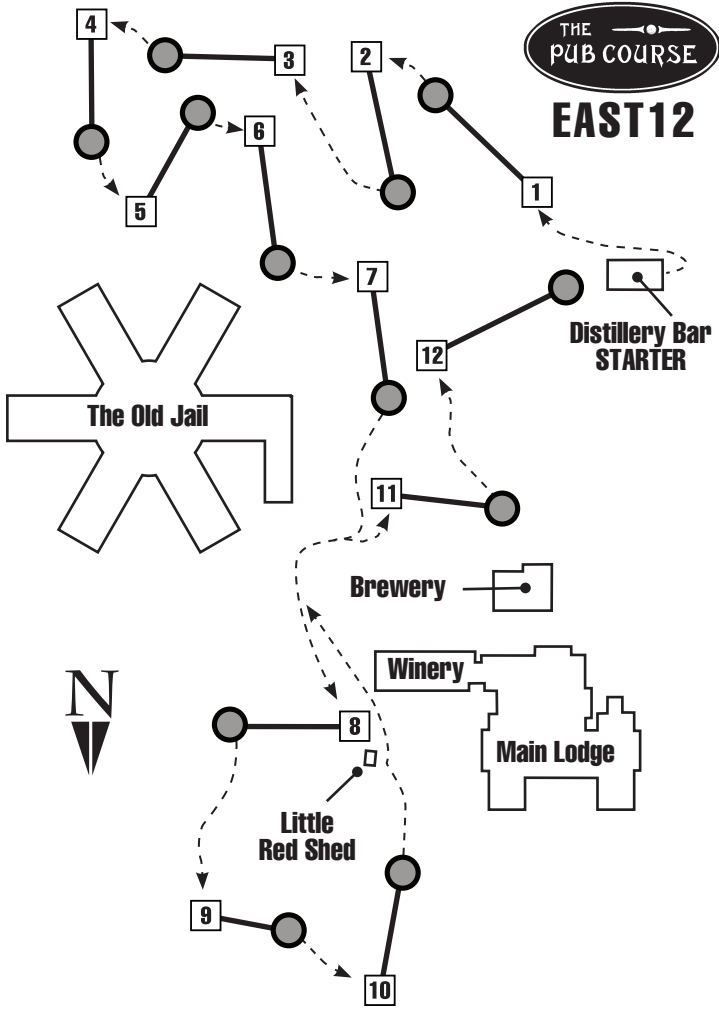 THE
PUB COURSE
EAST12
4
3
2
6
1
5
7
Distillery Bar
STARTER
12
The Old Jail
11
Brewery
Winery
N
8
Main Lodge
Little
Red Shed
9
10